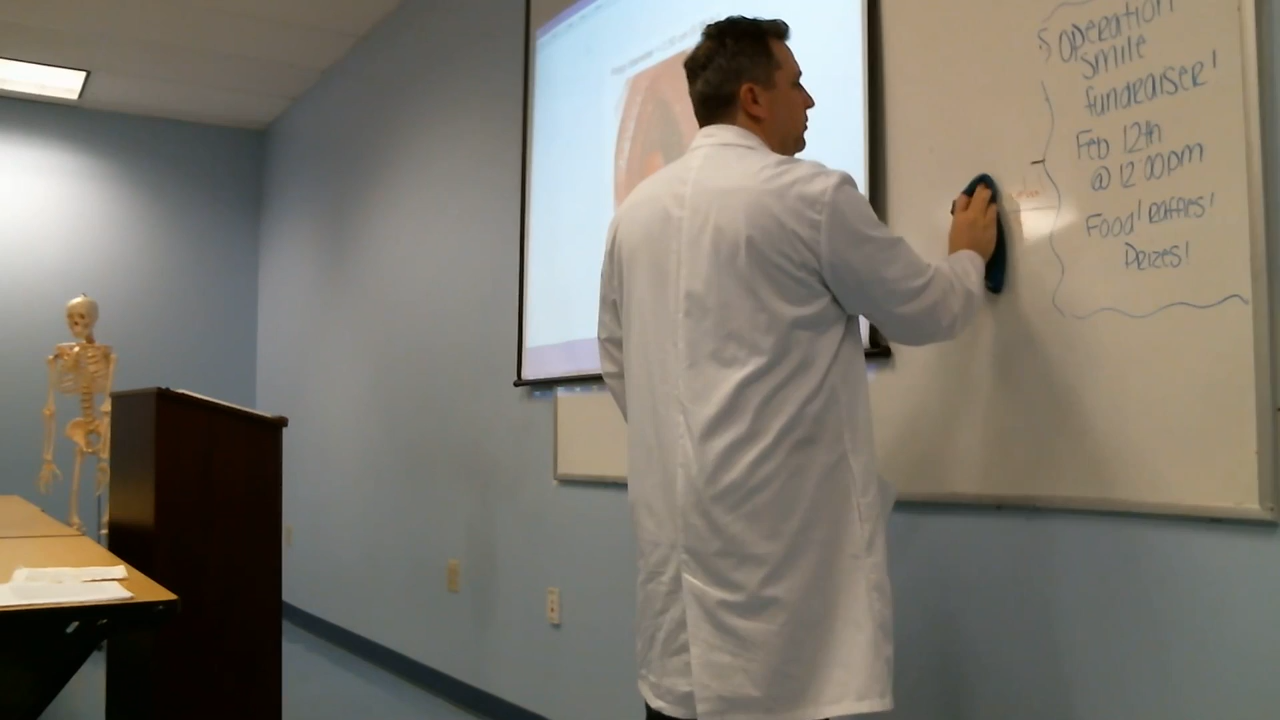 Operation
Smile
fundraiser!
Feb 12th
@ 12:00pm
Food! Raffles!
Prizes!